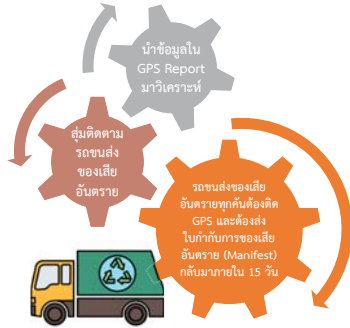 นำข้อมูลใน
GPS Report
มาวิเคราะห์
สุ่มติดตาม
รถขนส่ง
ของเสีย
อันตราย
รถขนส่งของเสีย
อันตรายทุกคันต้องติด
GPS และต้องส่ง
ใบกำกับการของเสีย
อันตราย (Manifest)
กลับมาภายใน 15 วัน